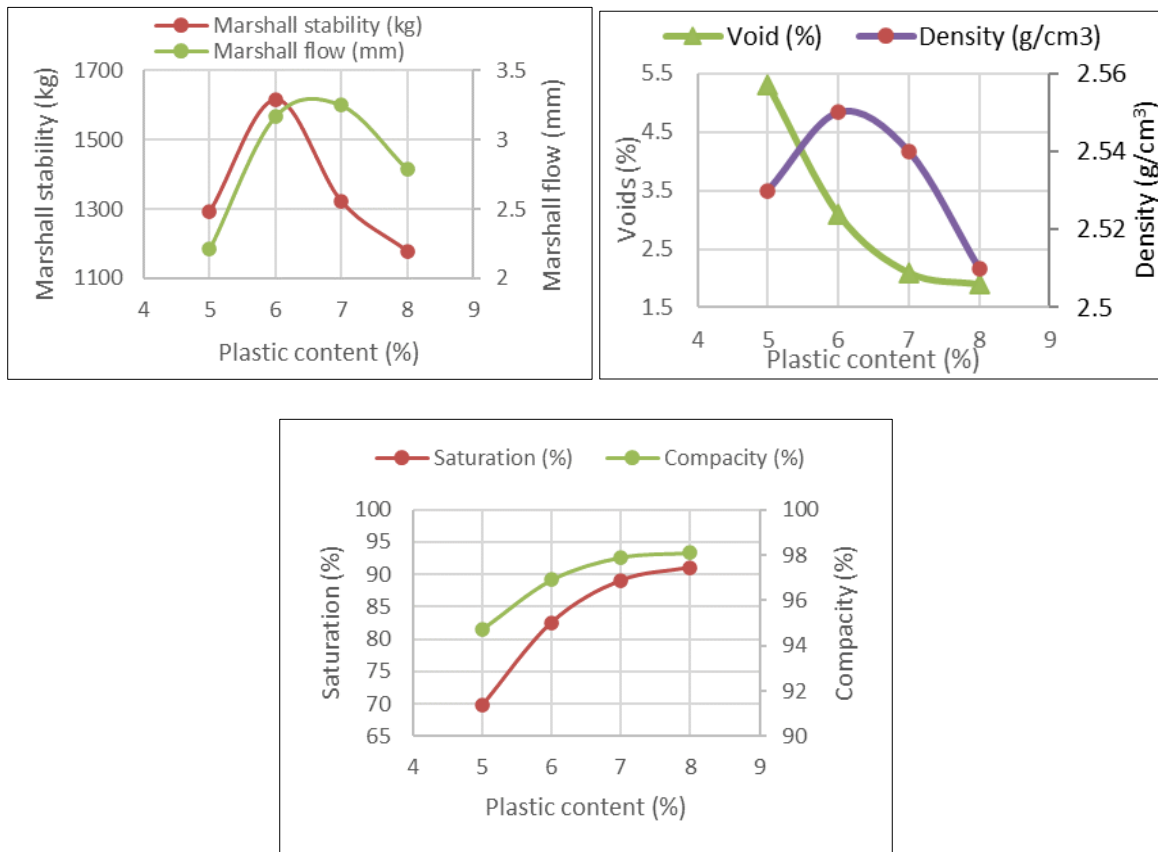 Marshall stability (kg)
Marshall flow (mm)
1700
1500
1300
1100
Marshall stability (kg)
3.5
3
2.5
2
Marshall flow (mm)
4 5 6 7 8 9
Plastic content (%)
Void (%) Density (g/cm3)
5.5
4.5
3.5
2.5
1.5
Voids (%)
2.56
2.54
2.52
2.5
Density (g/cm³)
4 5 6 7 8 9
Plastic content (%)
Saturation (%) Compacity (%)
100
95
90
85
80
75
70
65
Saturation (%)
100
98
96
94
92
90
Compacity (%)
4 5 6 7 8 9
Plastic content (%)